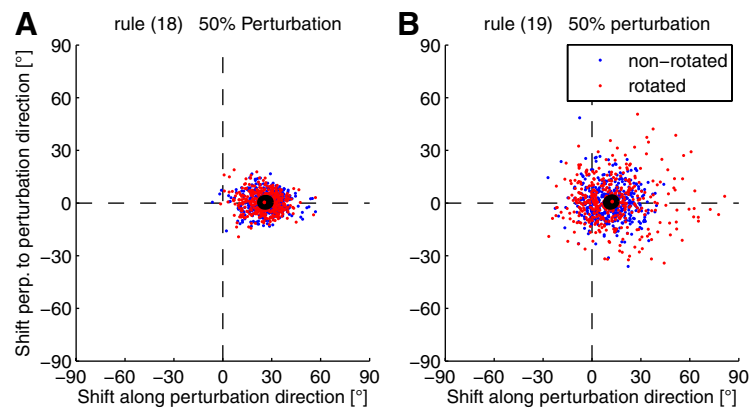 A rule (18) 50% Perturbation
90
60
30
0
−30
−60
−90
Shift perp. to perturbation direction [°]
−90 −60 −30 0 30 60 90
Shift along perturbation direction [°]
B rule (19) 50% perturbation
non−rotated
rotated
90
60
30
0
−30
−60
−90
−90 −60 −30 0 30 60 90
Shift along perturbation direction [°]